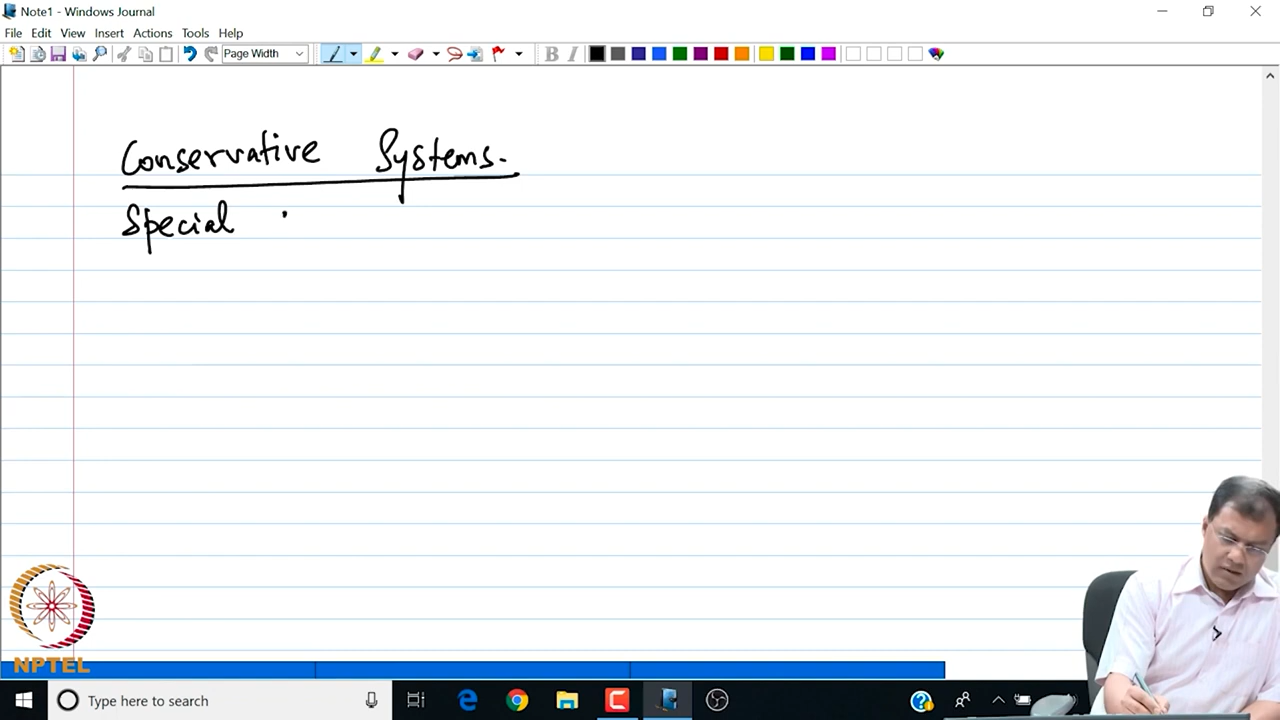 Note1 - Windows Journal
File Edit View Insert Actions Tools Help
Page Width
B I
Conservative Systems.
Special
NPTEL
Type here to search